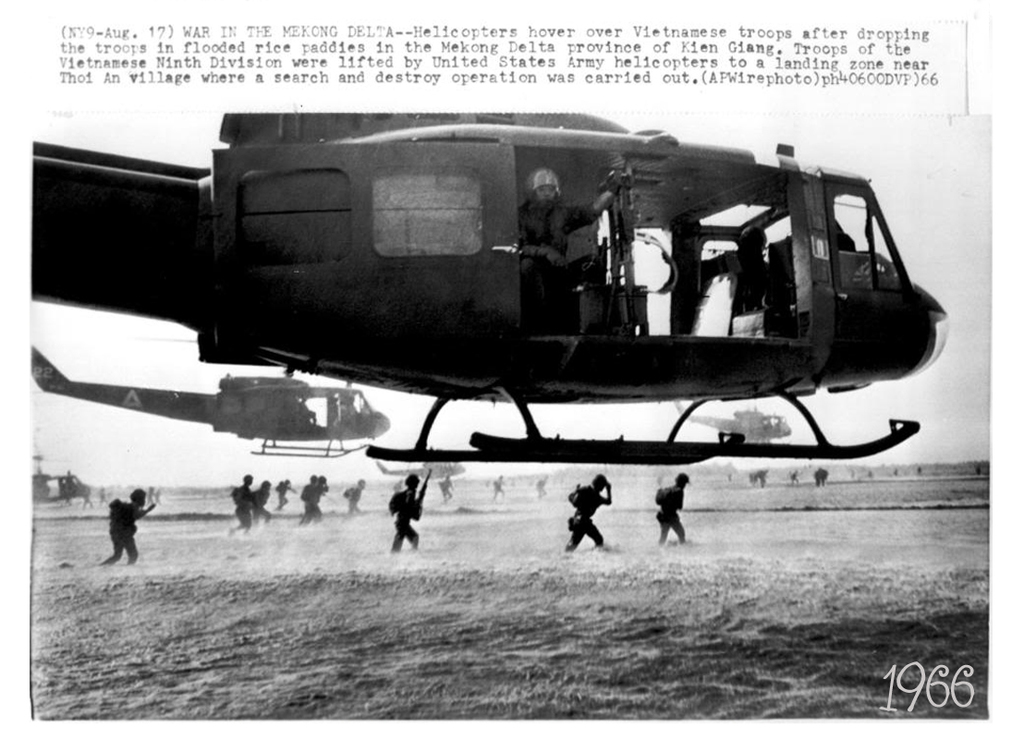 (NY9-Aug. 17) WAR IN THE MEKONG DELTA--Helicopters hover over Vietnamese troops after dropping
the troops in flooded rice paddies in the Mekong Delta province of Kien Giang. Troops of the
Vietnamese Ninth Division were lifted by United States Army helicopters to a landing zone near
Thoi An village where a search and destroy operation was carried out.(APWirephoto)ph40600DVP)66
22
1966